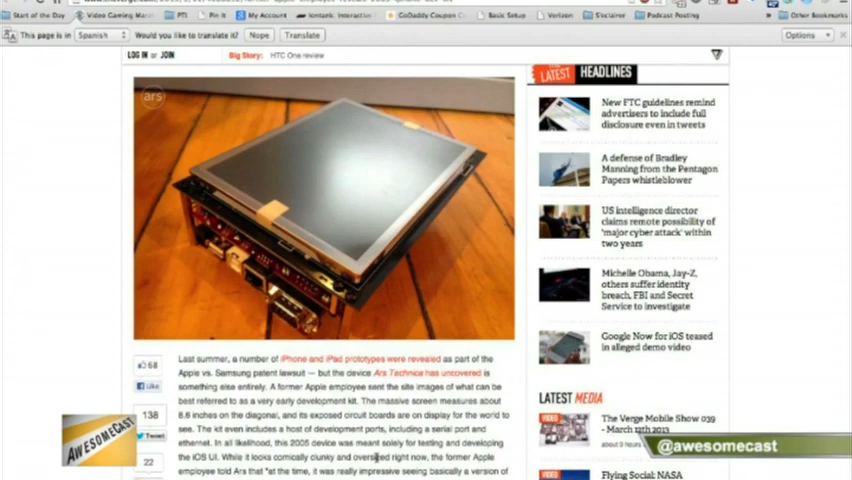 Start of the Day
Video Gaming Mara
PTI
Pin It
My Account
Iontank: Interactive
GoDaddy Coupon C
Basic Setup
Verizon
Sinclaire
Podcast Posting
Other Bookmarks
This page is in Spanish Would you like to translate it? Nope Translate Options
LOG IN or JOIN
Big Story: HTC One review
ars
LATEST HEADLINES
New FTC guidelines remind
advertisers to include full
disclosure even in tweets
A defense of Bradley
Manning from the Pentagon
Papers whistleblower
US intelligence director
claims remote possibility of
'major cyber attack' within
two years
Michelle Obama, Jay-Z,
others suffer identity
breach, FBI and Secret
Service to investigate
Google Now for iOS teased
in alleged demo video
68
Like
138
Tweet
22
Last summer, a number of iPhone and iPad prototypes were revealed as part of the
Apple vs. Samsung patent lawsuit — but the device Ars Technica has uncovered is
something else entirely. A former Apple employee sent the site images of what can be
best referred to as a very early development kit. The massive screen measures about
8.6 inches on the diagonal, and its exposed circuit boards are on display for the world to
see. The kit even includes a host of development ports, including a serial port and
ethernet. In all likelihood, this 2005 device was meant solely for testing and developing
the iOS UI. While it looks comically clunky and oversized right now, the former Apple
employee told Ars that "at the time, it was really impressive seeing basically a version of
LATEST MEDIA
VIDEO
The Verge Mobile Show 039
- March 12th 2013
about 9 hours
VIDEO
Flying Social: NASA
AWESOMECAST
@awesomecast